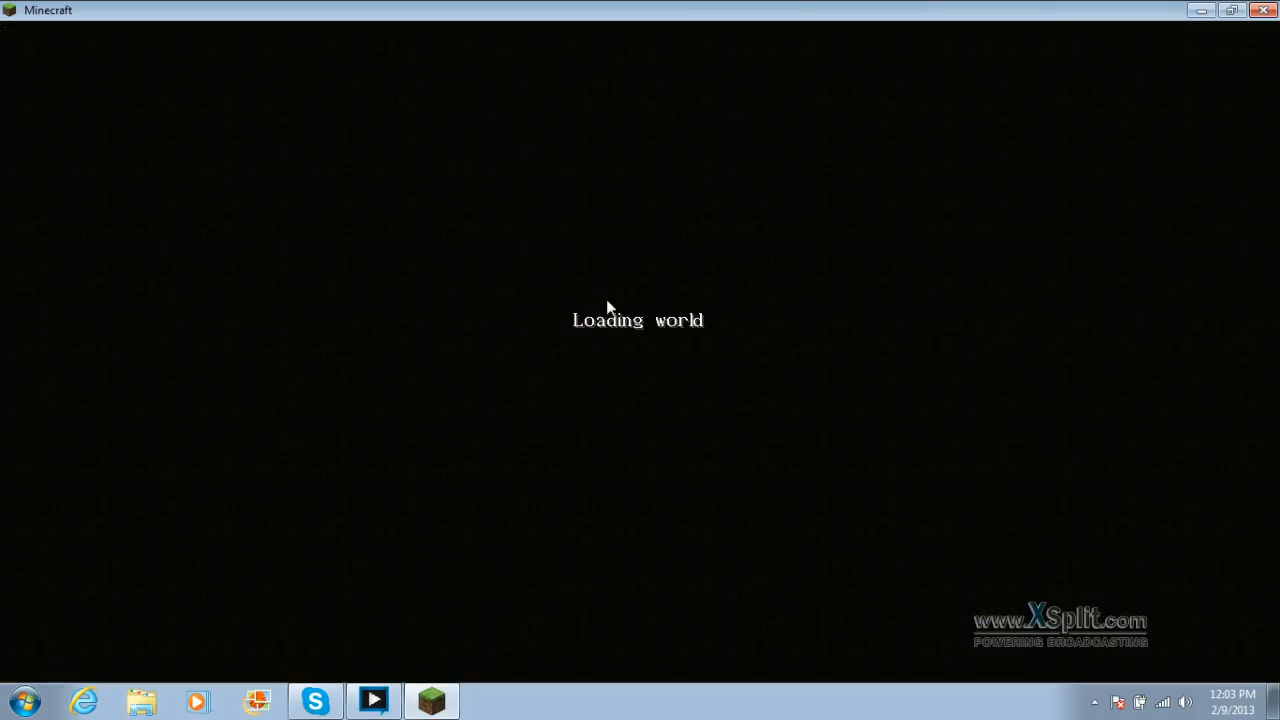 Minecraft
Loading world
www.XSplit.com
POWERING BROADCASTING
12:03 PM
2/9/2013